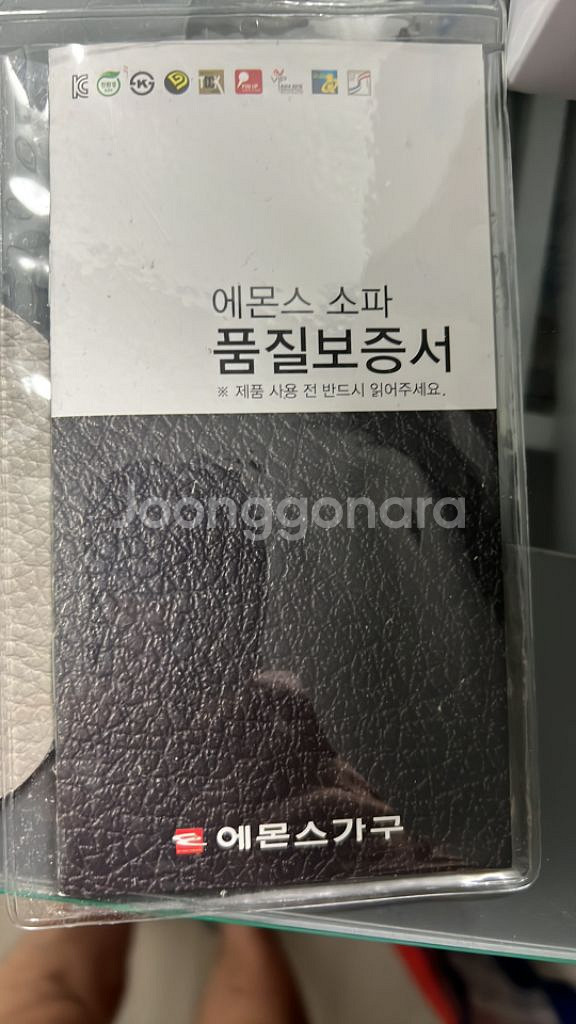 에몬스 소파
품질보증서
※ 제품 사용 전 반드시 읽어주세요.
Joonggonara
에몬스가구